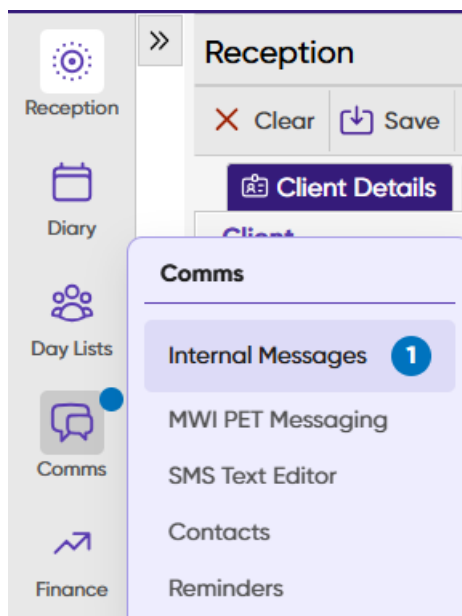 Reception
Diary
Day Lists
Comms
Finance
Reception
Clear
Save
Client Details
Client
Comms
Internal Messages 1
MWI PET Messaging
SMS Text Editor
Contacts
Reminders